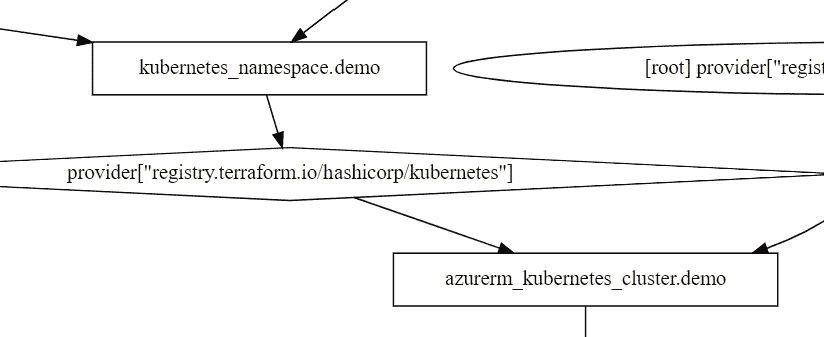 kubernetes_namespace.demo
[root] provider["regist
provider["registry.terraform.io/hashicorp/kubernetes"]
azurerm_kubernetes_cluster.demo